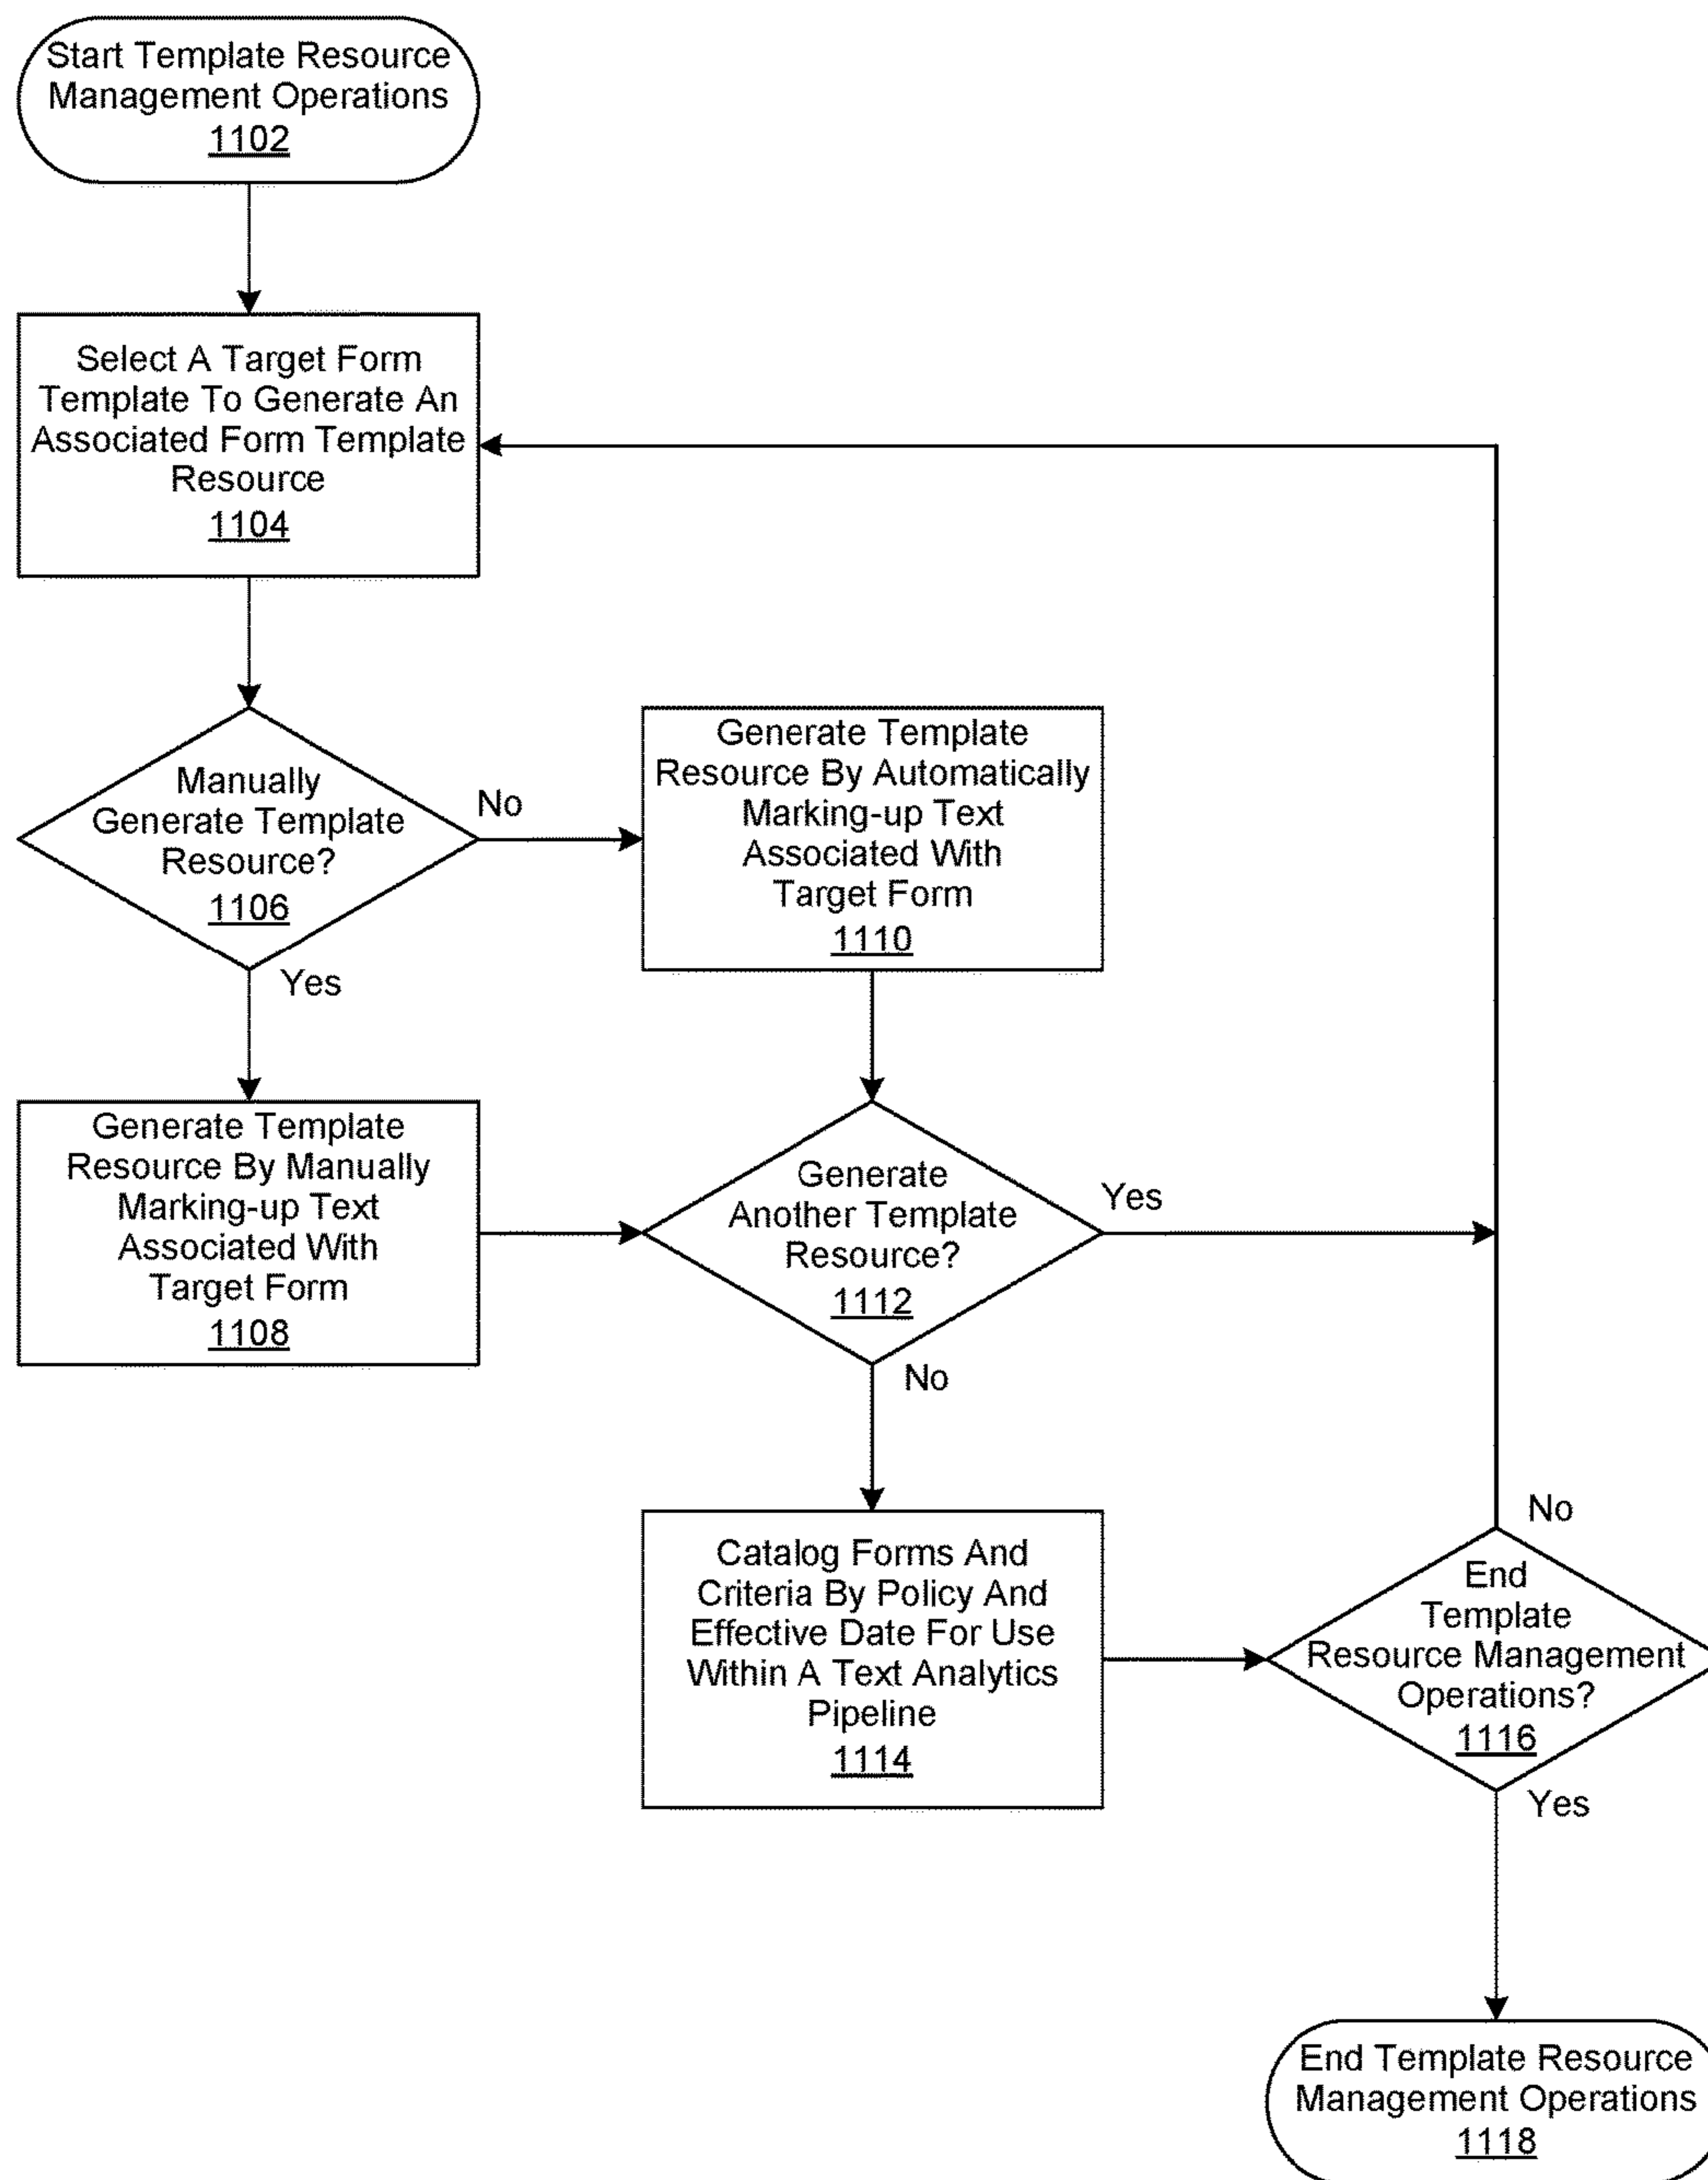 Start Template Resource
Management Operations
1102
Select A Target Form
Template To Generate An
Associated Form Template
Resource
1104
Manually
Generate Template
Resource?
1106
No
Yes
Generate Template
Resource By Automatically
Marking-up Text
Associated With
Target Form
1110
Generate Template
Resource By Manually
Marking-up Text
Associated With
Target Form
1108
Generate
Another Template
Resource?
1112
Yes
No
Catalog Forms And
Criteria By Policy And
Effective Date For Use
Within A Text Analytics
Pipeline
1114
No
End
Template
Resource Management
Operations?
1116
Yes
End Template Resource
Management Operations
1118